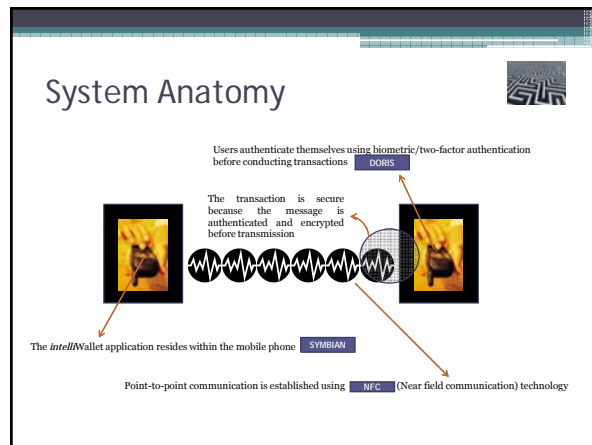 System Anatomy
Users authenticate themselves using biometric/two-factor authentication
before conducting transactions DORIS
The transaction is secure
because the message is
authenticated and encrypted
before transmission
The intelliWallet application resides within the mobile phone SYMBIAN
Point-to-point communication is established using NFC (Near field communication) technology